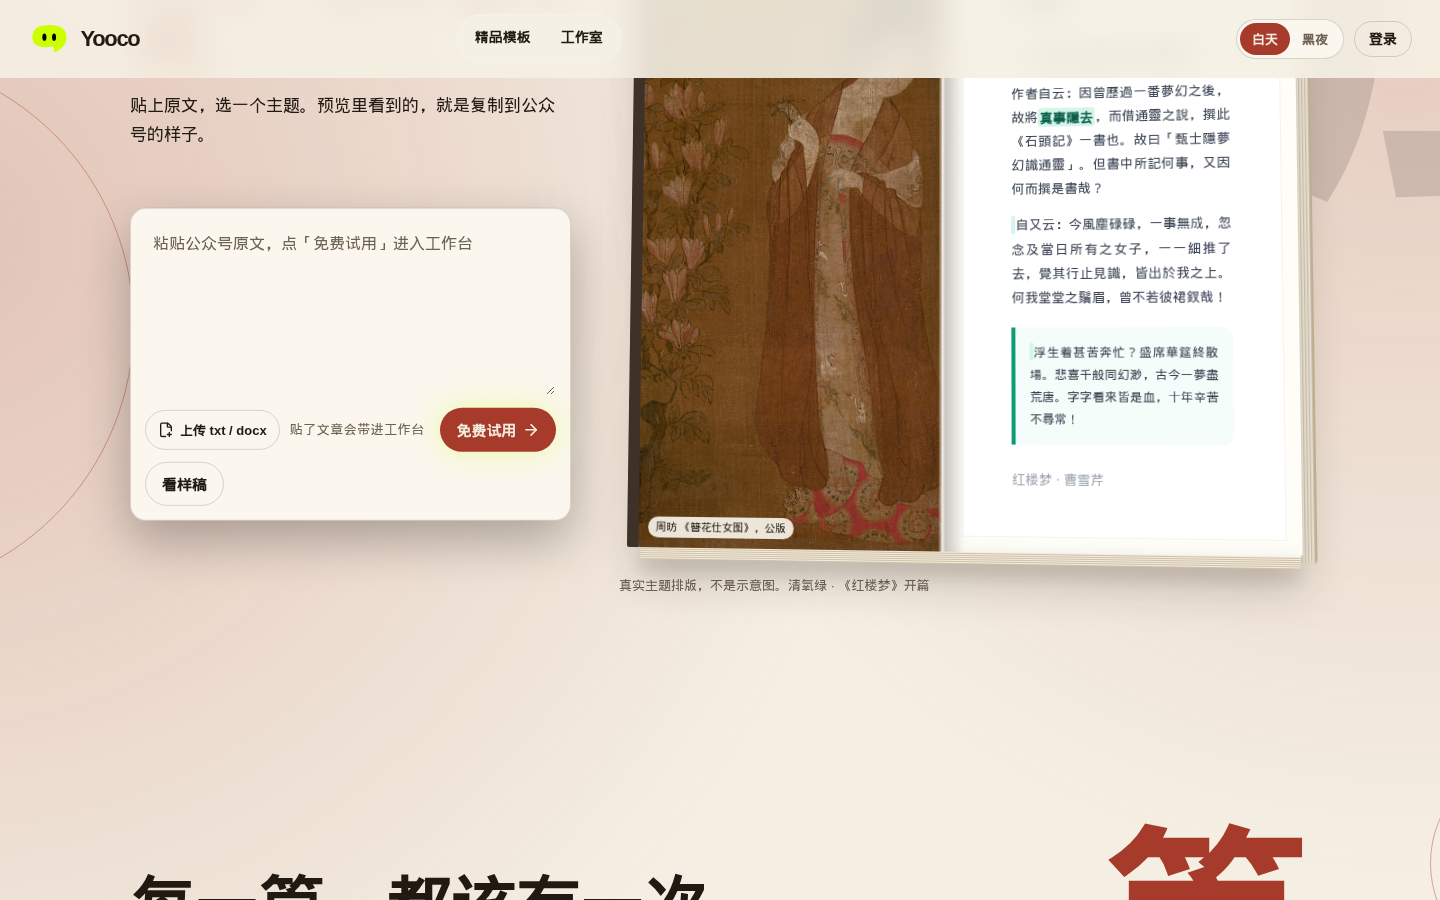 Yooco
精品模板
工作室
白天
黑夜
登录
贴上原文，选一个主题。预览里看到的，就是复制到公众
号的样子。
粘贴公众号原文，点「免费试用」进入工作台
上传 txt / docx
贴了文章会带进工作台
免费试用
看样稿
周昉《簪花仕女图》，公版
作者自云：因曾歷過一番夢幻之後，
故將真事隱去，而借通靈之說，撰此
《石頭記》一書也。故曰「甄士隱夢
幻識通靈」。但書中所記何事，又因
何而撰是書哉？
自又云：今風塵碌碌，一事無成，忽
念及當日所有之女子，一一細推了
去，覺其行止見識，皆出於我之上。
何我堂堂之鬚眉，曾不若彼裙釵哉！
浮生着甚苦奔忙？盛席華筵終散
場。悲喜千般同幻渺，古今一夢盡
荒唐。字字看來皆是血，十年辛苦
不尋常！
红楼梦 · 曹雪芹
真实主题排版，不是示意图。清氧绿 · 《红楼梦》开篇
每一篇，都该有一次